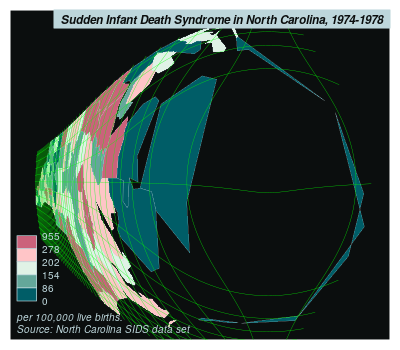 Sudden Infant Death Syndrome in North Carolina, 1974-1978
955
278
202
154
86
0
per 100,000 live births.
Source: North Carolina SIDS data set